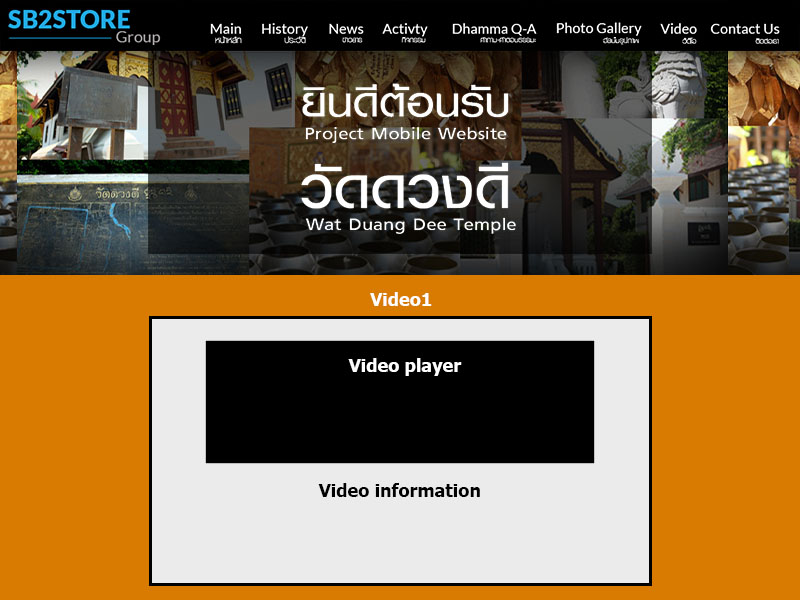 SB2STORE
Group
Main History News Activty Dhamma Q-A Photo Gallery Video Contact Us
หน้าหลัก ประวัติ ข่าวสาร กิจกรรม ถาม-ตอบธรรมะ อัลบั้มรูปภาพ วีดีโอ ติดต่อเรา
ยินดีต้อนรับ
Project Mobile Website
วัดดวงดี
Wat Duang Dee Temple
วัดดวงดี
Video1
Video player
Video information